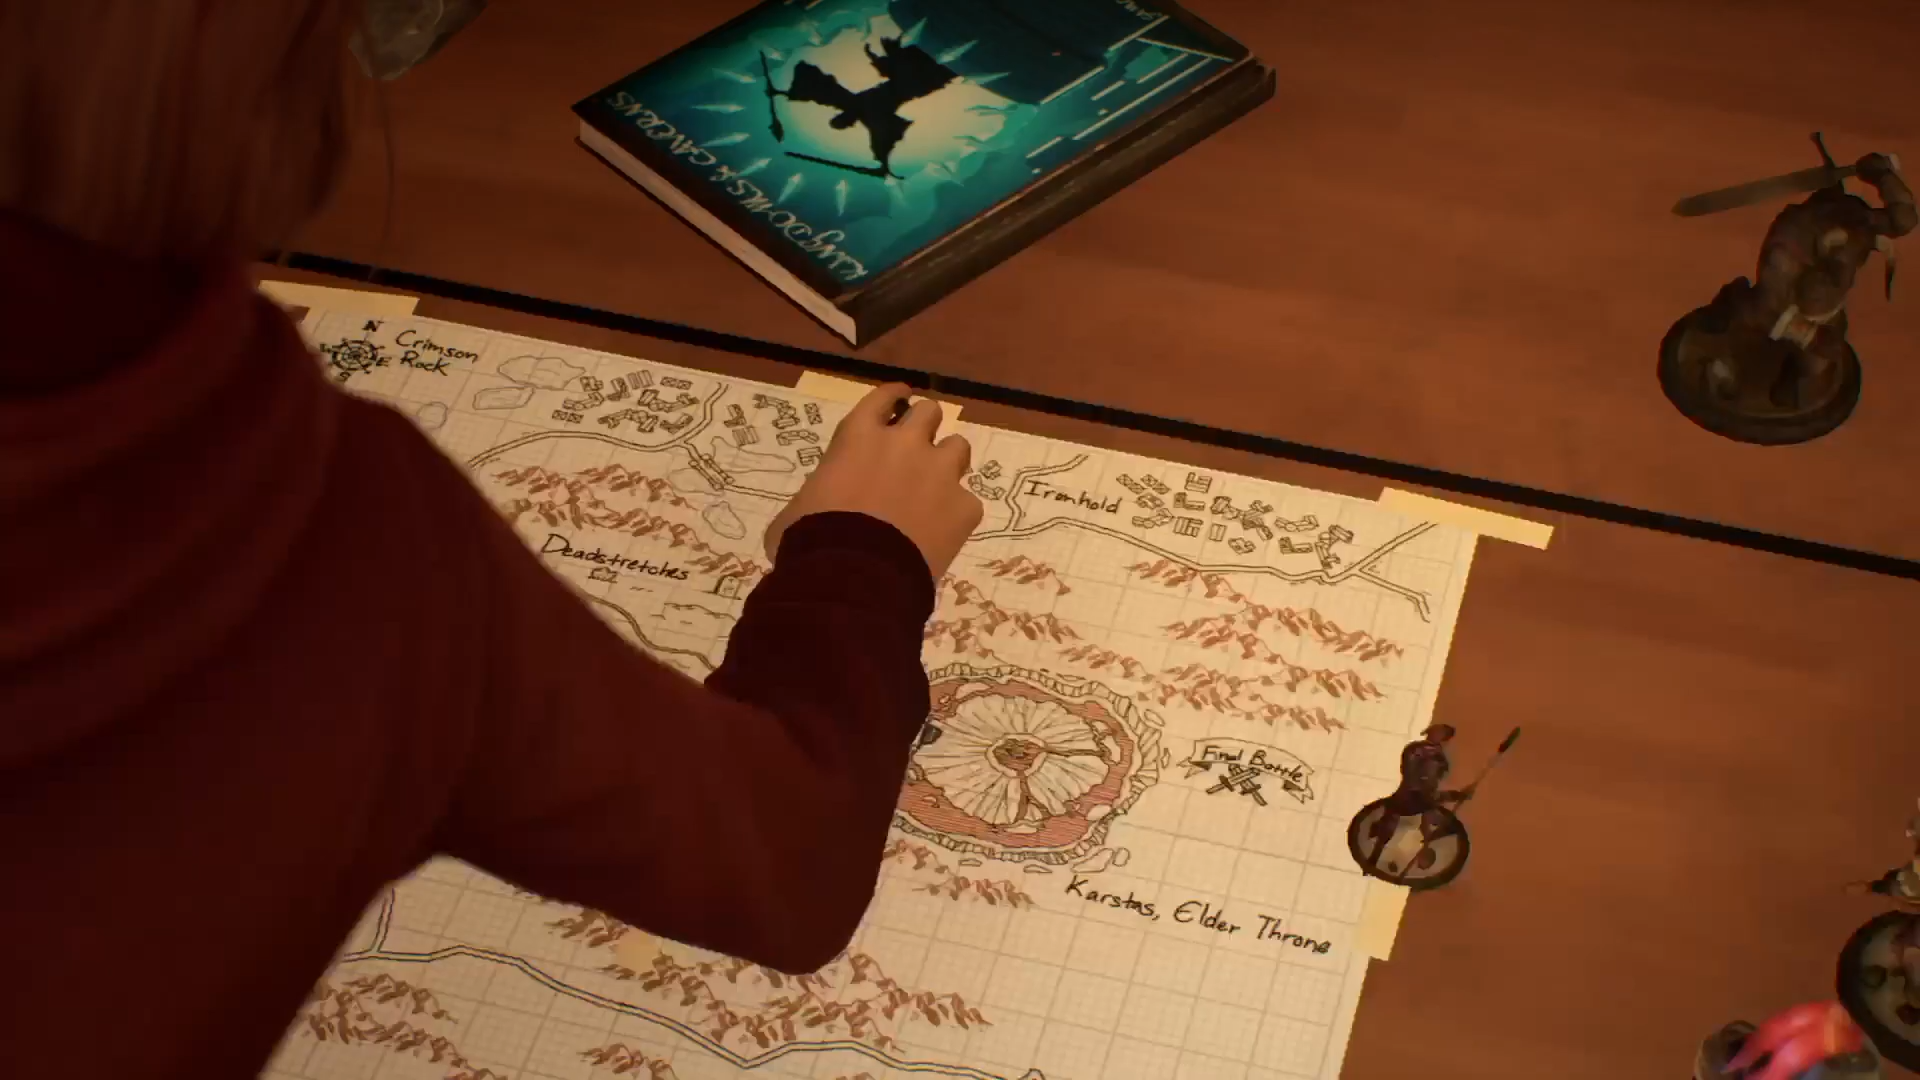 KINGDOMS & CAVERNS
N
Crimson
E Rock
S
Ironhold
Deadstretches
Final Battle
Karstas, Elder Throne